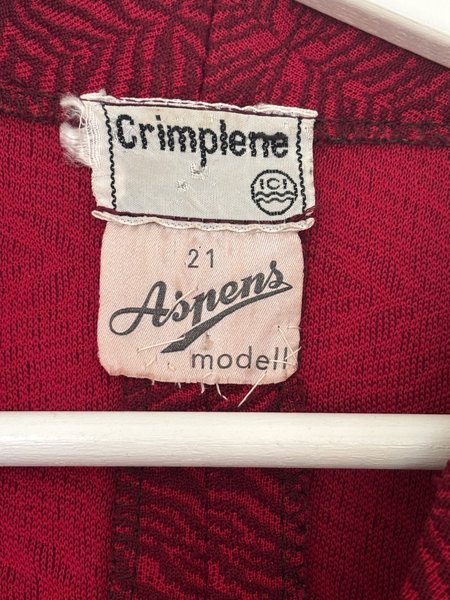 Crimplene
ICI
21
Aspens
modell